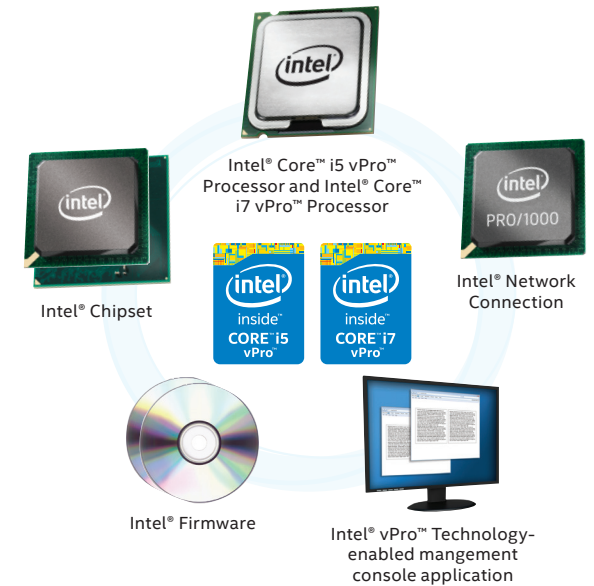 intel
Intel® Core™ i5 vPro™
Processor and Intel® Core™
i7 vPro™ Processor
intel
Intel® Chipset
intel
PRO/1000
Intel® Network
Connection
intel
inside™
CORE™ i5
vPro™
intel
inside™
CORE™ i7
vPro™
Intel® Firmware
Intel® vPro™ Technology-
enabled mangement
console application